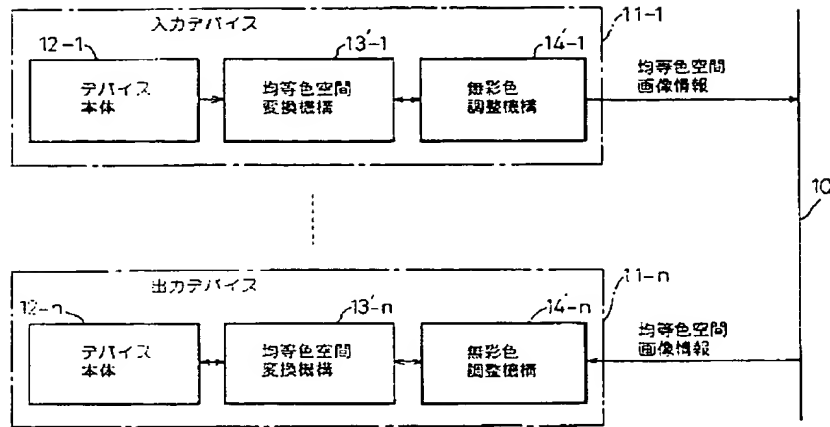 入力デバイス
11-1
12-1
13'-1
14'-1
デバイス
本体
均等色空間
変換機構
無彩色
調整機構
均等色空間
画像情報
10
出力デバイス
11-n
12-n
13'-n
14'-n
デバイス
本体
均等色空間
変換機構
無彩色
調整機構
均等色空間
画像情報